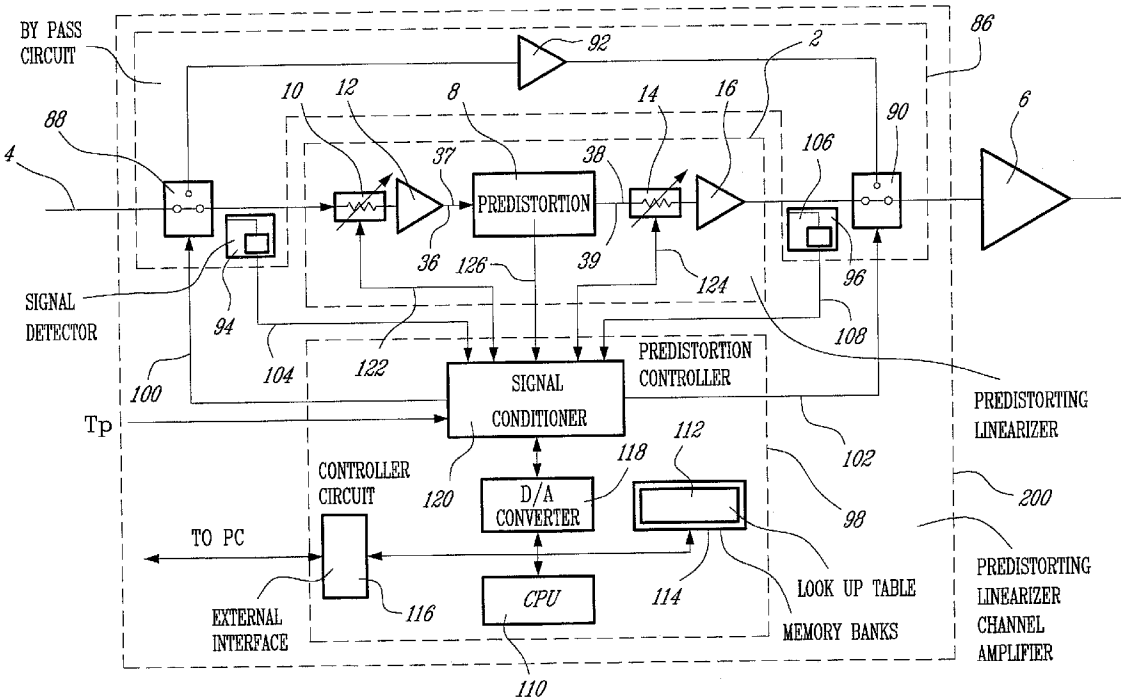 BY PASS
CIRCUIT
92
2
86
88
10
12
8
14
16
90
6
4
37
38
106
PREDISTORTION
36
39
126
124
96
SIGNAL
DETECTOR
94
122
108
104
100
PREDISTORTION
CONTROLLER
SIGNAL
CONDITIONER
PREDISTORTING
LINEARIZER
Tp
102
120
118
112
CONTROLLER
CIRCUIT
D/A
CONVERTER
98
200
TO PC
114
LOOK UP TABLE
PREDISTORTING
LINEARIZER
CHANNEL
AMPLIFIER
CPU
116
EXTERNAL
INTERFACE
MEMORY BANKS
110